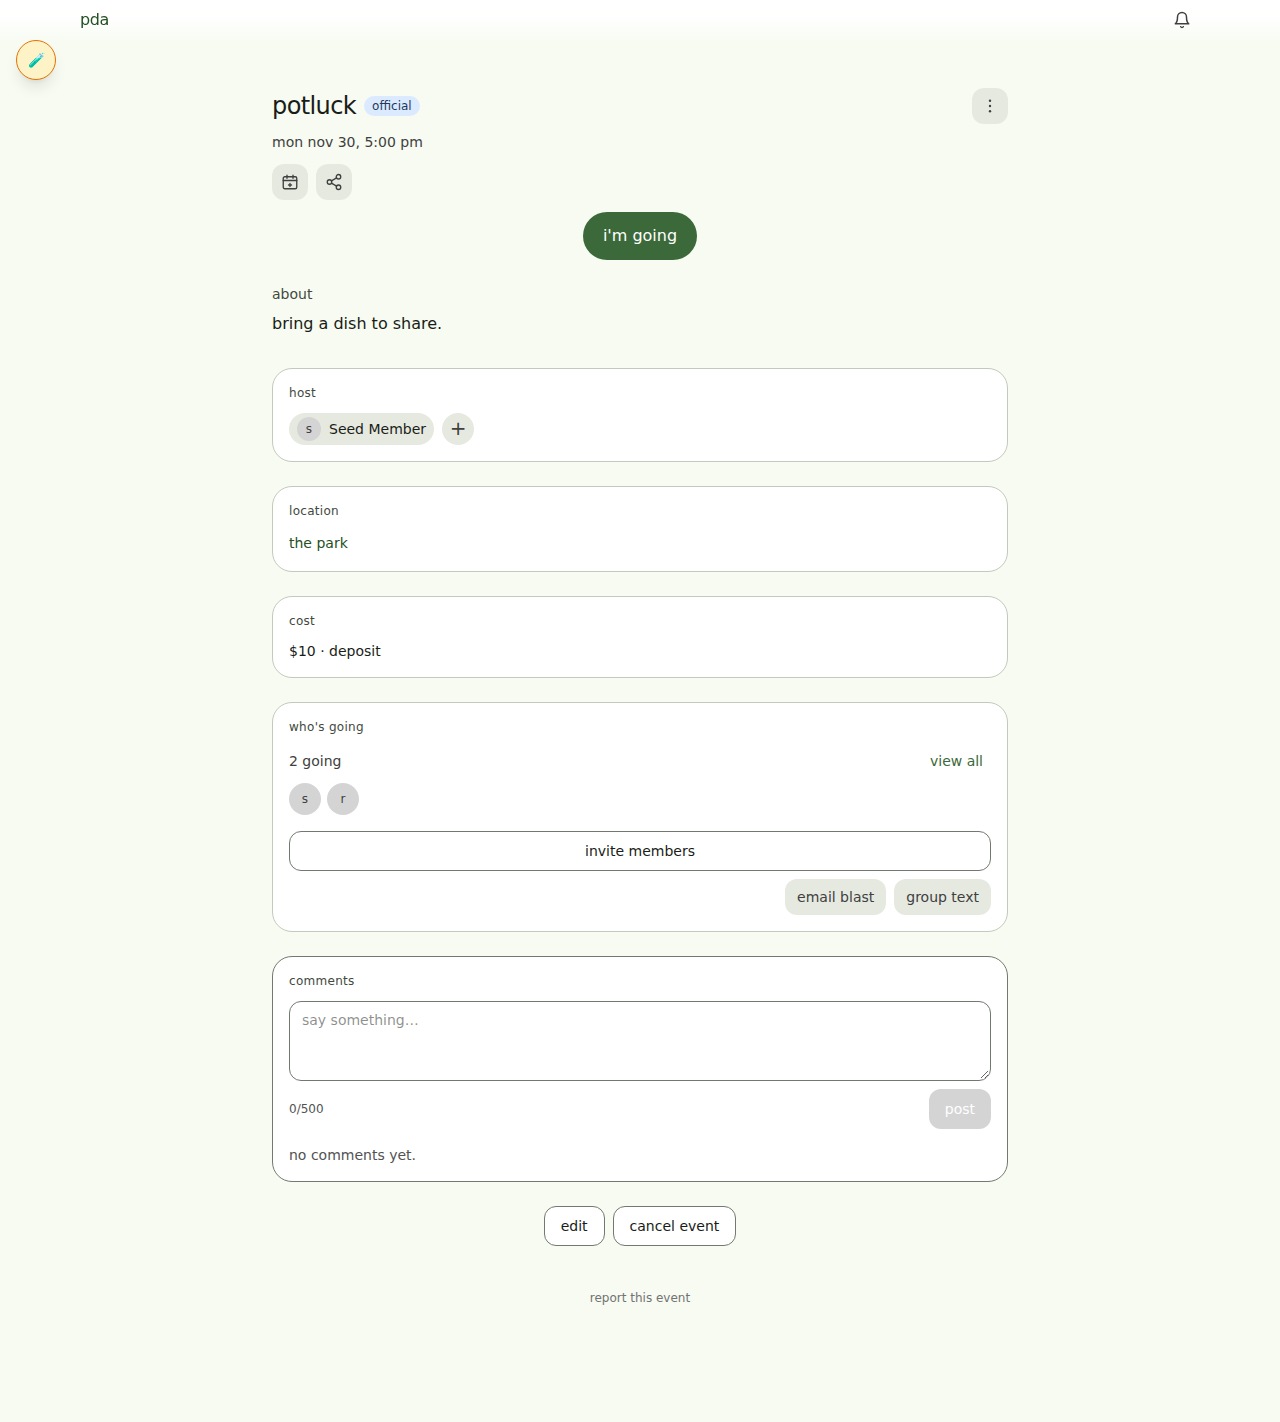 pda
potluck official
mon nov 30, 5:00 pm
i'm going
about
bring a dish to share.
host
s Seed Member +
location
the park
cost
$10 · deposit
who's going
2 going view all
s r
invite members
email blast group text
comments
say something…
0/500 post
no comments yet.
edit cancel event
report this event